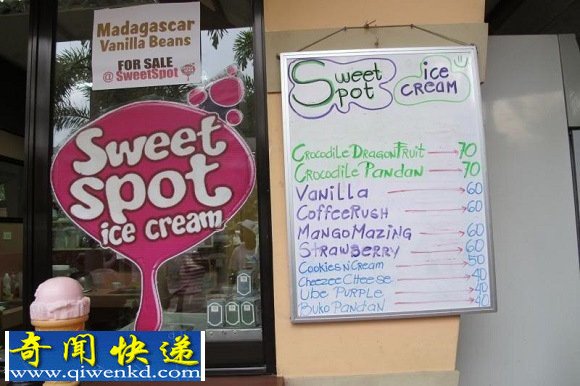 Madagascar
Vanilla Beans
FOR SALE
@ SweetSpot
Sweet
spot
ice cream
Sweet
Spot
ice
CREAM
CROCODILE DRAGONFRUIT 70
CROCODILE PANDAN 70
VANILLA 60
COFFEERUSH
MANGOMAZING 60
STRAWBERRY 60
COOKIES N' CREAM 50
CHEEZEE CHEESE 40
UBE PURPLE 40
BUKO PANDAN 40
奇闻快递
www.qiwenkd.com